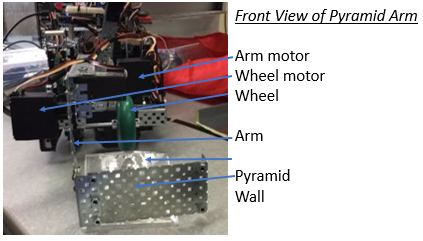 Front View of Pyramid Arm
Arm motor
Wheel motor
Wheel
Arm
Pyramid
Wall